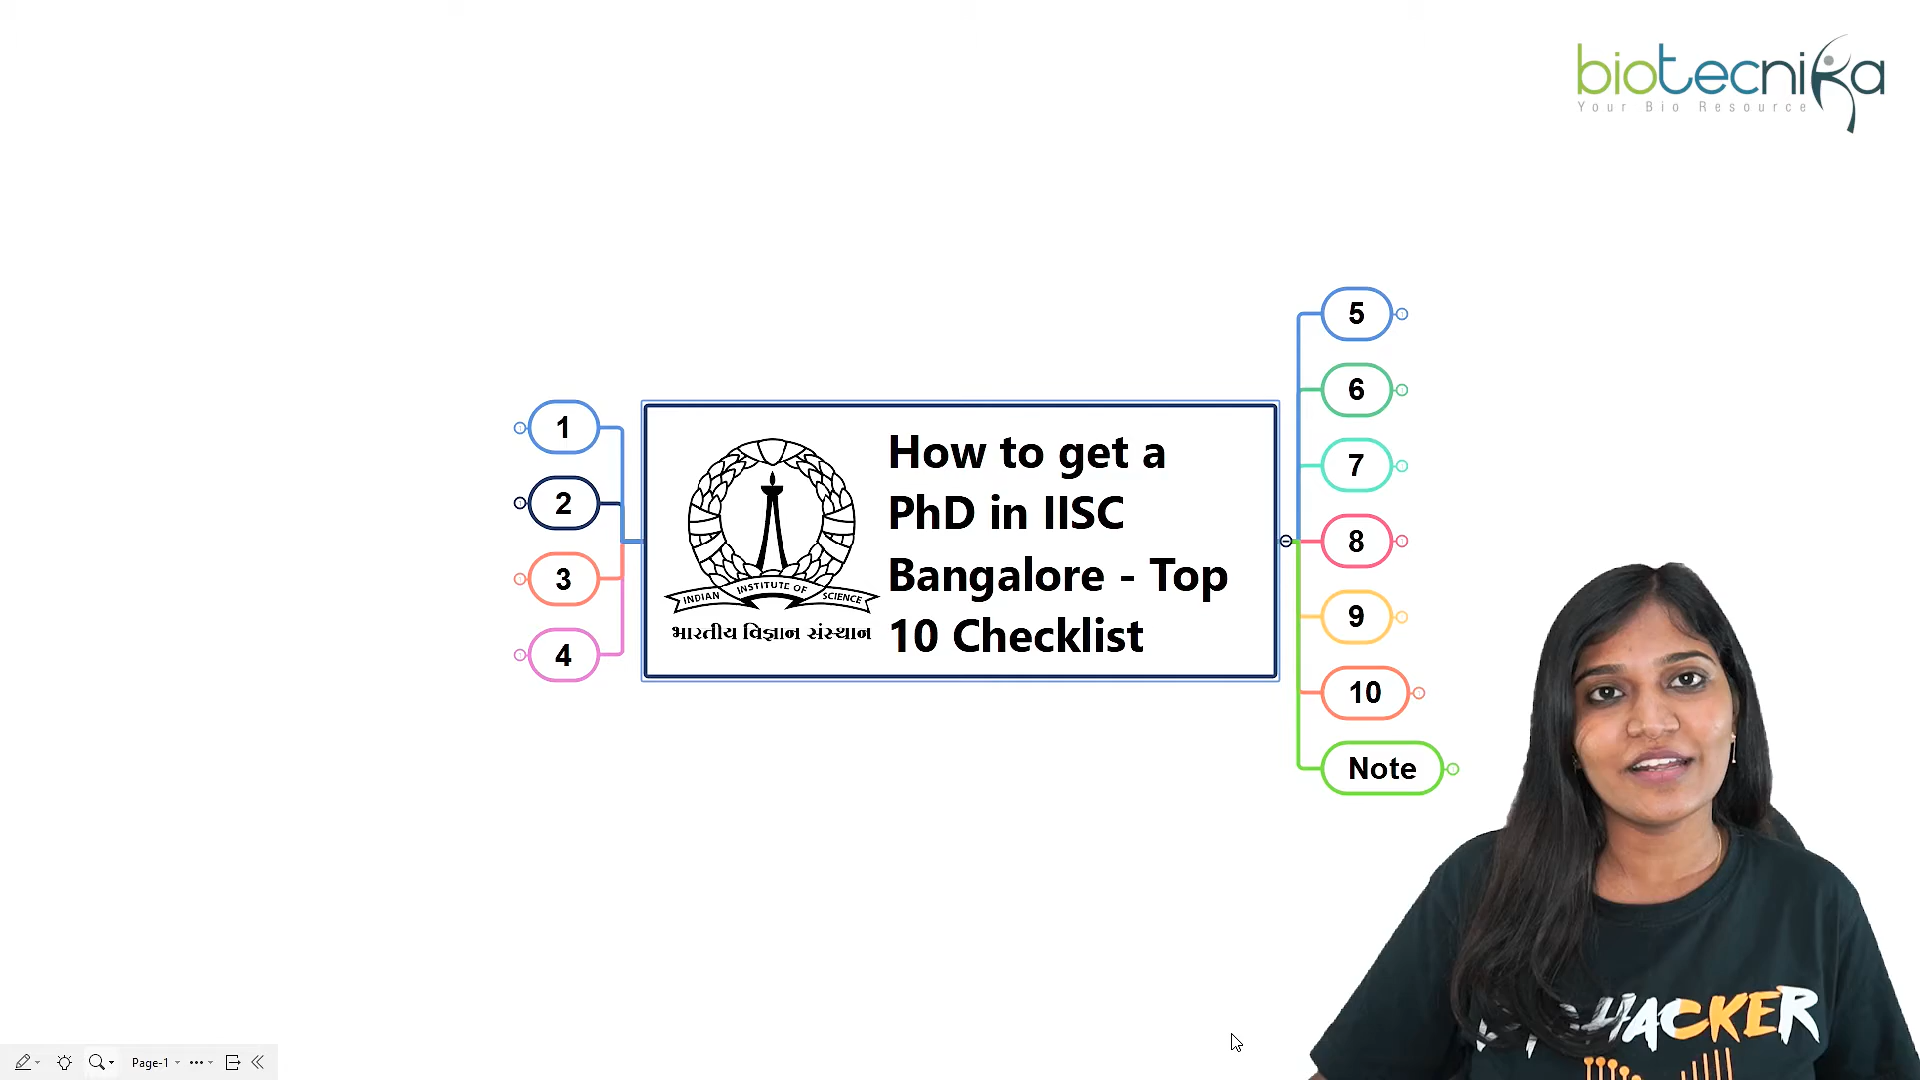 biotecnika
Your Bio Resource
1
2
3
4
INDIAN INSTITUTE OF SCIENCE
ભારતીય વિજ્ઞાન સંસ્થાન
How to get a
PhD in IISC
Bangalore - Top
10 Checklist
5
6
7
8
9
10
Note
HACKER
Page-1